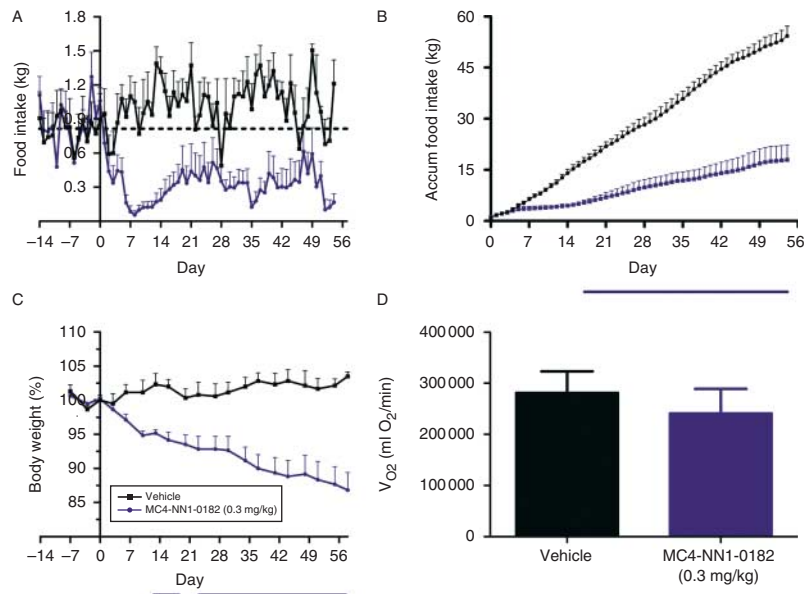 A
Food intake (kg)
1.8
1.5
1.2
0.9
0.6
0.3
−14 −7 0 7 14 21 28 35 42 49 56
Day
B
Accum food intake (kg)
60
45
30
15
0
0 7 14 21 28 35 42 49 56
Day
C
Body weight (%)
110
105
100
95
90
85
Vehicle
MC4-NN1-0182 (0.3 mg/kg)
−14 −7 0 7 14 21 28 35 42 49 56
Day
D
VO2 (ml O2/min)
400 000
300 000
200 000
100 000
0
Vehicle MC4-NN1-0182
(0.3 mg/kg)